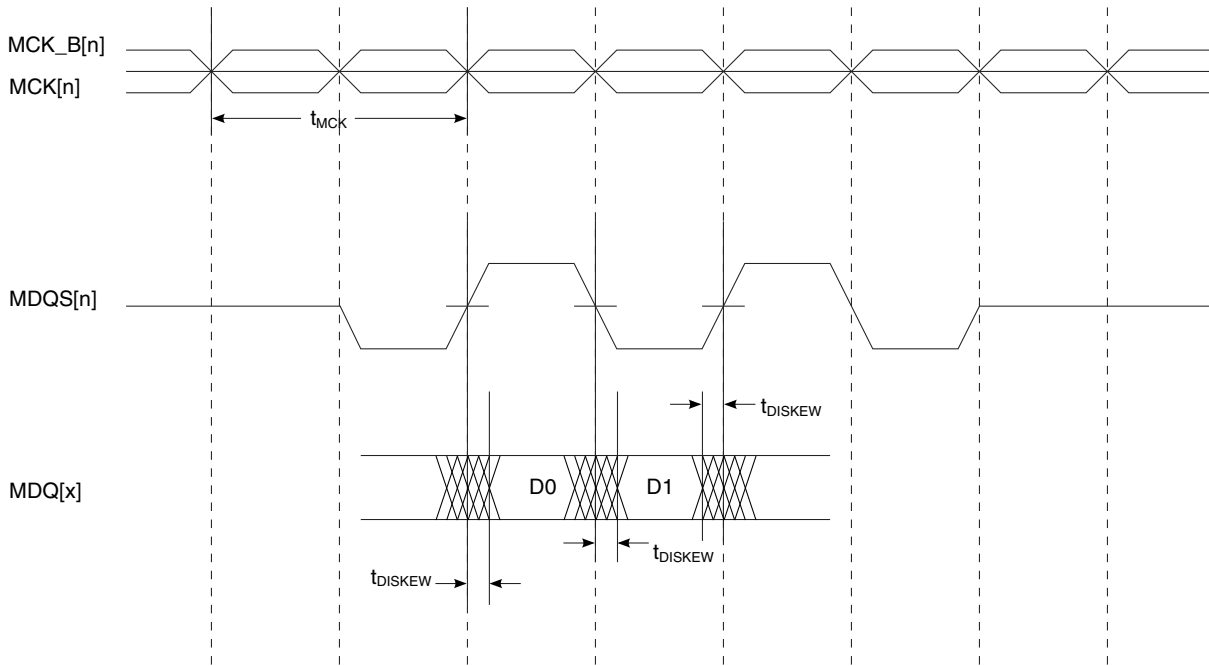 MCK_B[n]
MCK[n]
tMCK
MDQS[n]
tDISKEW
MDQ[x]
D0
D1
tDISKEW
tDISKEW